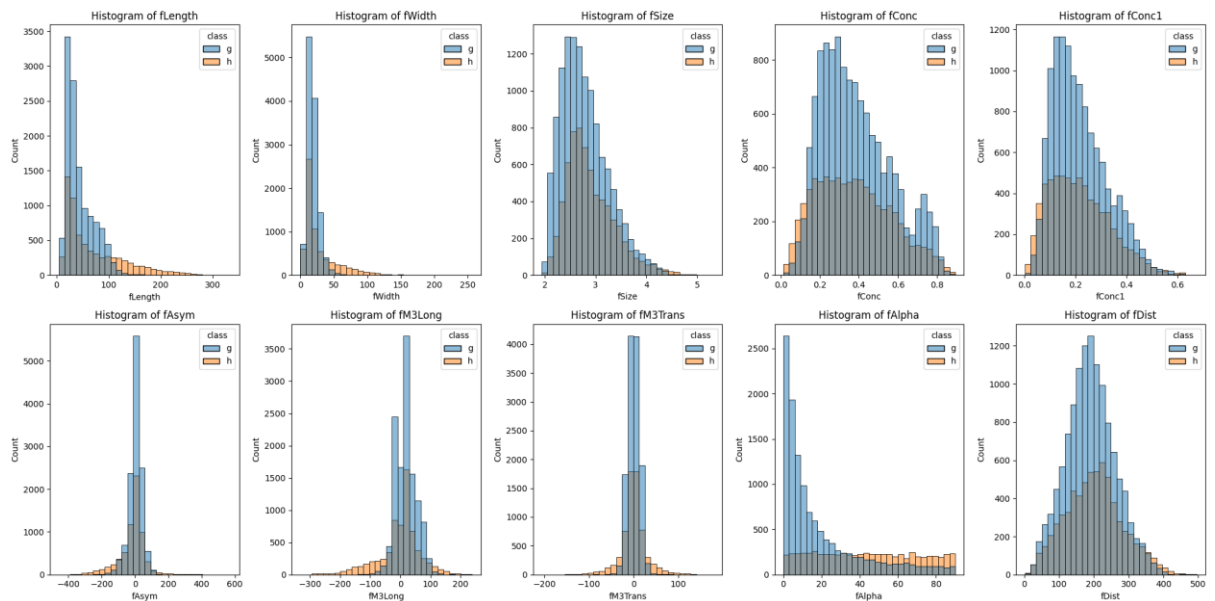 Histogram of fLength
class
g
h
3500
3000
2500
2000
1500
1000
500
0
Count
0 100 200 300
fLength
Histogram of fWidth
class
g
h
5000
4000
3000
2000
1000
0
Count
0 50 100 150 200 250
fWidth
Histogram of fSize
class
g
h
1200
1000
800
600
400
200
0
Count
2 3 4 5
fSize
Histogram of fConc
class
g
h
800
600
400
200
0
Count
0.0 0.2 0.4 0.6 0.8
fConc
Histogram of fConc1
class
g
h
1200
1000
800
600
400
200
0
Count
0.0 0.2 0.4 0.6
fConc1
Histogram of fAsym
class
g
h
5000
4000
3000
2000
1000
0
Count
−400 −200 0 200 400 600
fAsym
Histogram of fM3Long
class
g
h
3500
3000
2500
2000
1500
1000
500
0
Count
−300 −200 −100 0 100 200
fM3Long
Histogram of fM3Trans
class
g
h
4000
3500
3000
2500
2000
1500
1000
500
0
Count
−200 −100 0 100
fM3Trans
Histogram of fAlpha
class
g
h
2500
2000
1500
1000
500
0
Count
0 20 40 60 80
fAlpha
Histogram of fDist
class
g
h
1200
1000
800
600
400
200
0
Count
0 100 200 300 400 500
fDist